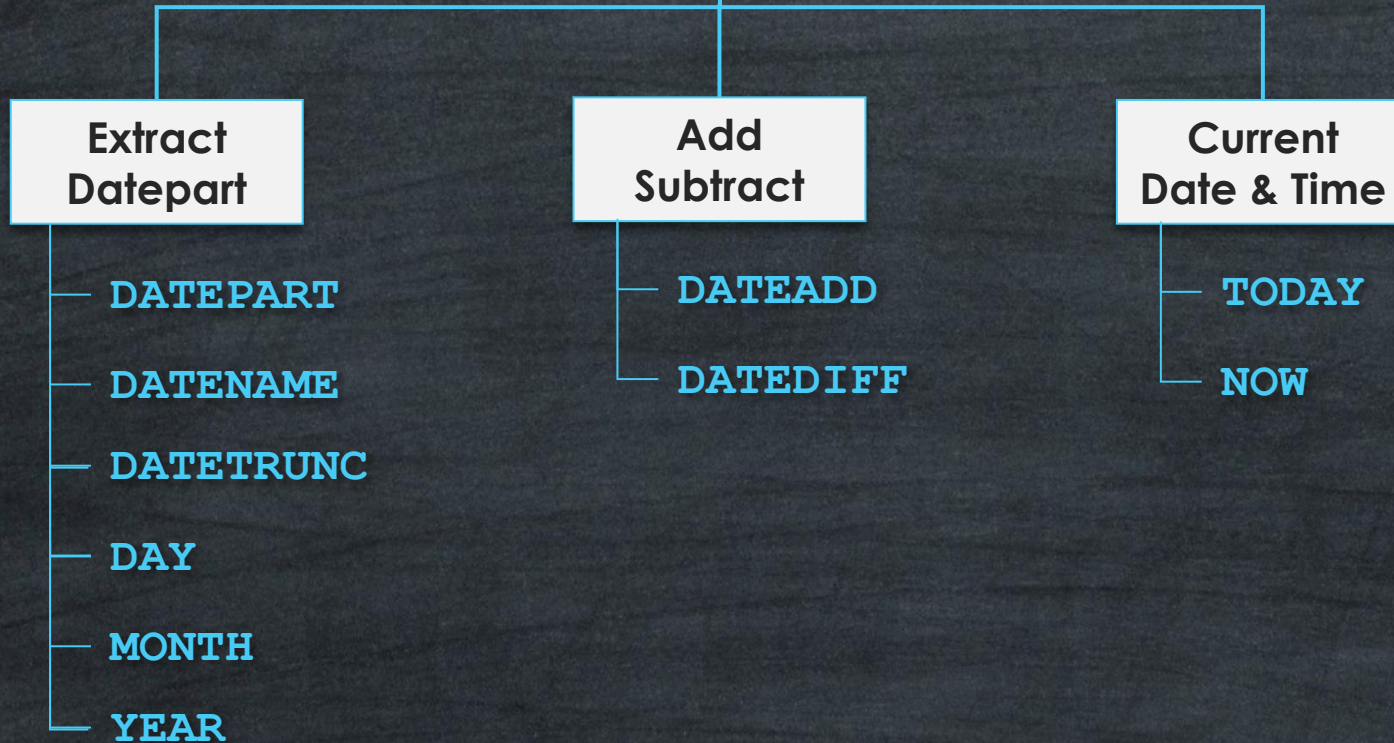 Extract
Datepart
DATEPART
DATENAME
DATETRUNC
DAY
MONTH
YEAR
Add
Subtract
DATEADD
DATEDIFF
Current
Date & Time
TODAY
NOW